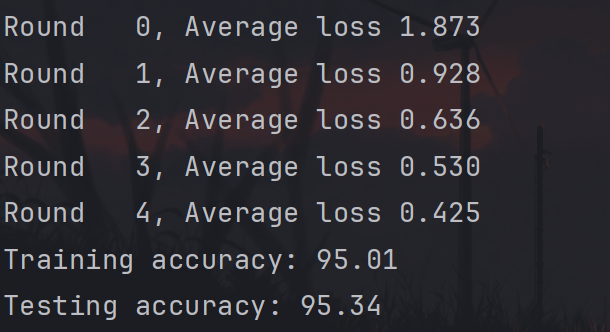 Round   0, Average loss 1.873
Round   1, Average loss 0.928
Round   2, Average loss 0.636
Round   3, Average loss 0.530
Round   4, Average loss 0.425
Training accuracy: 95.01
Testing accuracy: 95.34